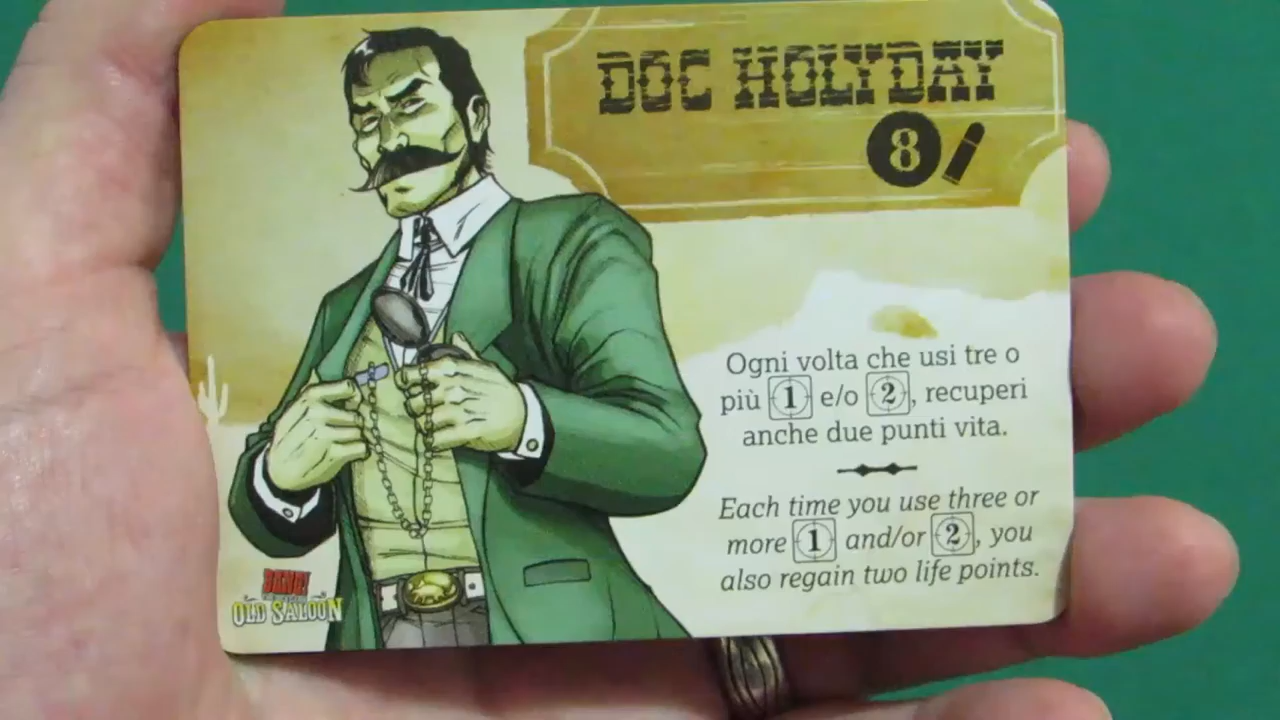 DOC HOLYDAY
8
Ogni volta che usi tre o
più 1 e/o 2, recuperi
anche due punti vita.
Each time you use three or
more 1 and/or 2, you
also regain two life points.
BANG!
OLD SALOON